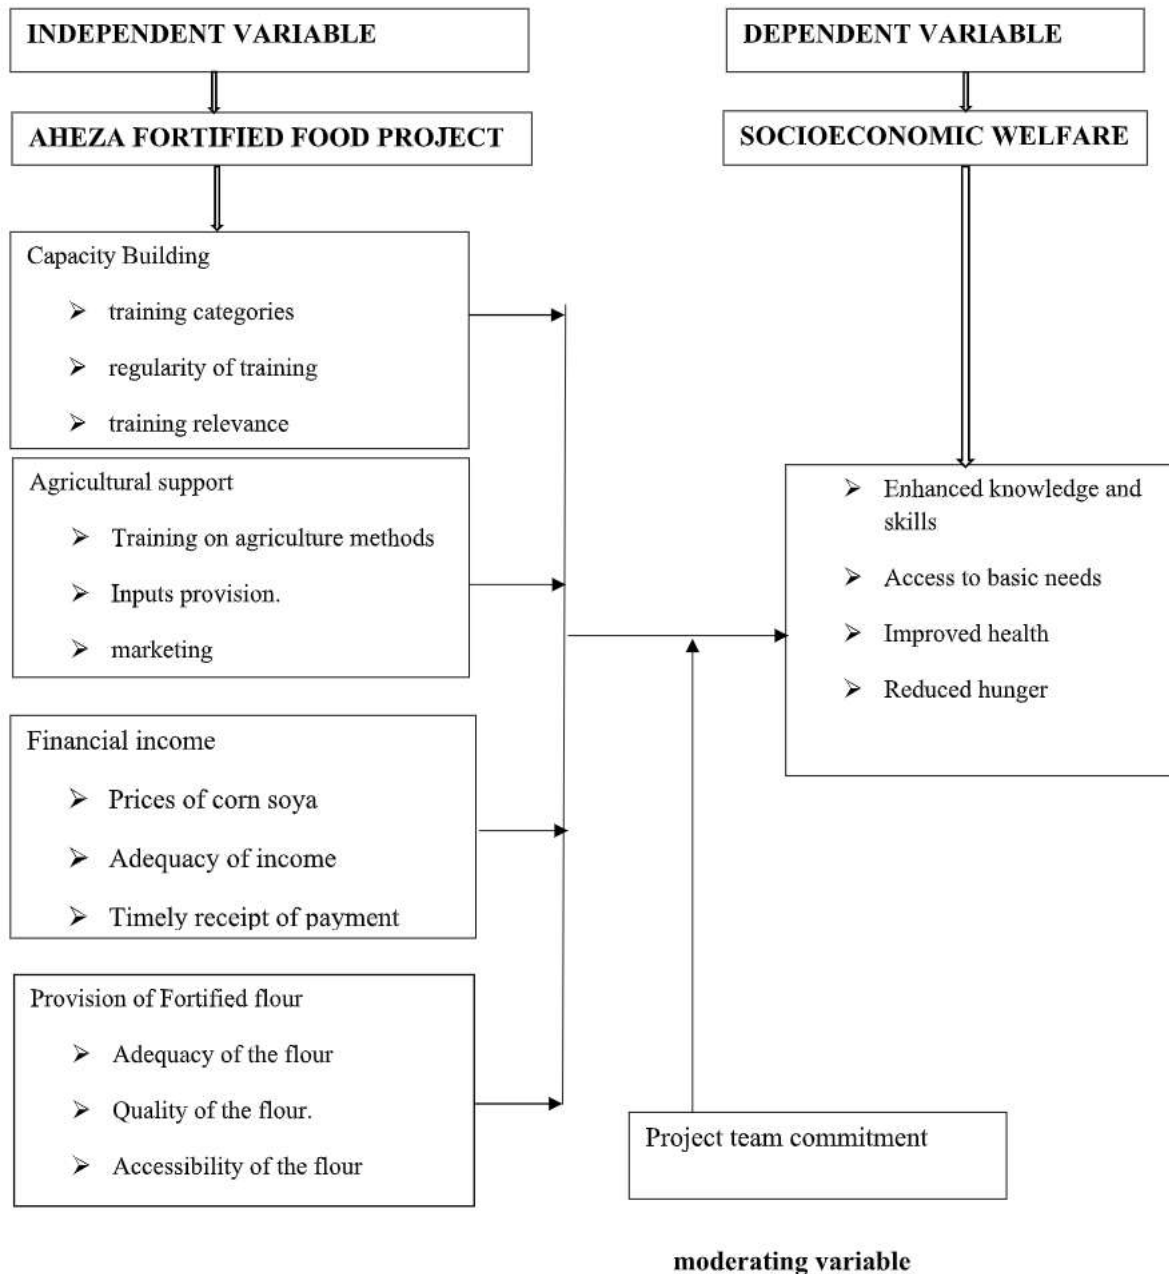 INDEPENDENT VARIABLE
DEPENDENT VARIABLE
AHEZA FORTIFIED FOOD PROJECT
SOCIOECONOMIC WELFARE
Capacity Building
➢ training categories
➢ regularity of training
➢ training relevance
Agricultural support
➢ Training on agriculture methods
➢ Inputs provision.
➢ marketing
Financial income
➢ Prices of corn soya
➢ Adequacy of income
➢ Timely receipt of payment
Provision of Fortified flour
➢ Adequacy of the flour
➢ Quality of the flour.
➢ Accessibility of the flour
➢ Enhanced knowledge and
skills
➢ Access to basic needs
➢ Improved health
➢ Reduced hunger
Project team commitment
moderating variable